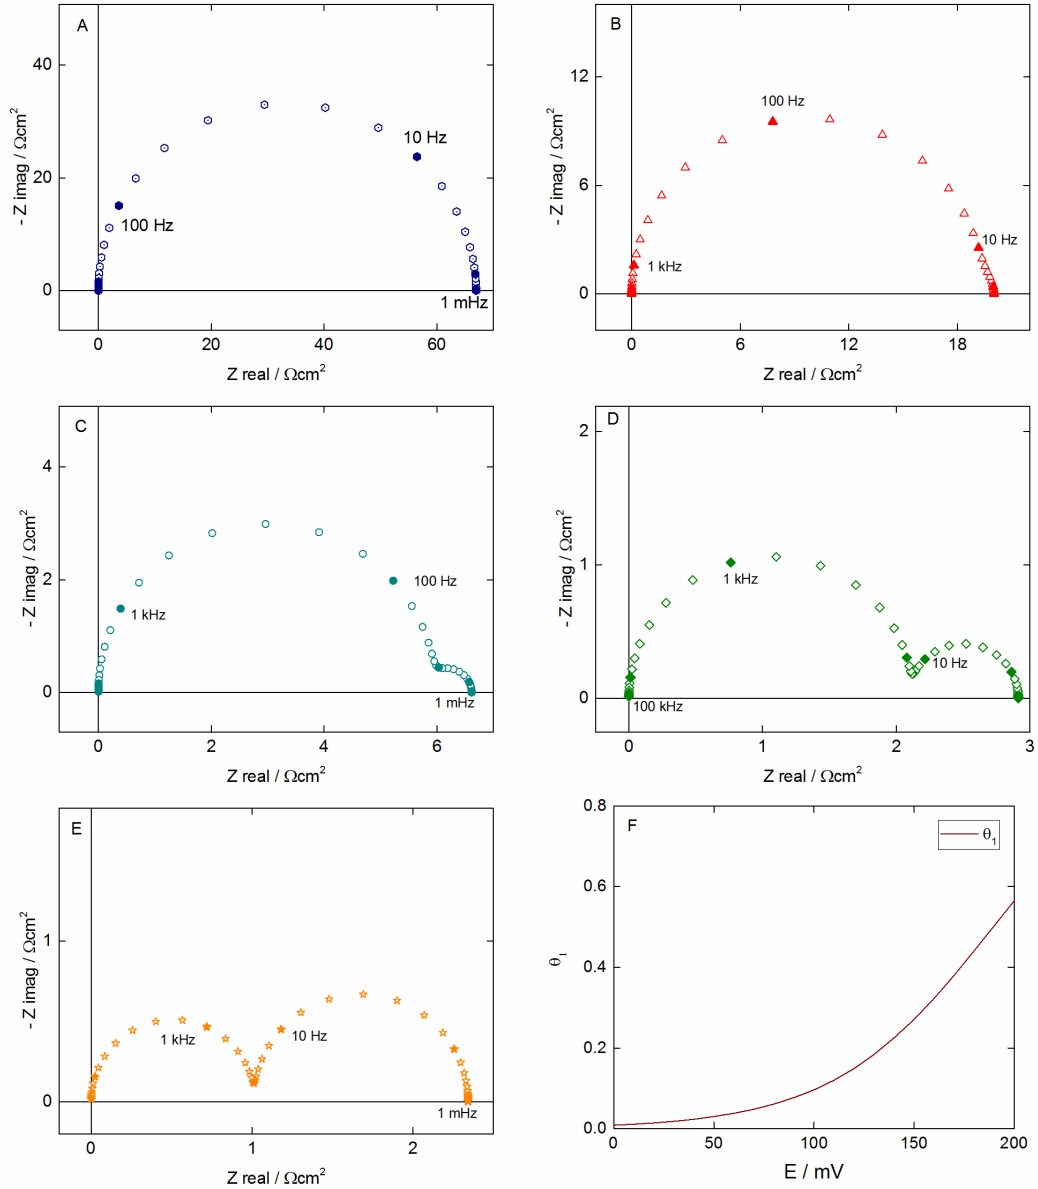 A
40
20
0
- Z imag / Ωcm²
10 Hz
100 Hz
1 mHz
0 20 40 60
Z real / Ωcm²
B
12
8
4
0
- Z imag / Ωcm²
100 Hz
1 kHz
10 Hz
0 6 12 18
Z real / Ωcm²
C
4
2
0
- Z imag / Ωcm²
100 Hz
1 kHz
1 mHz
0 2 4 6
Z real / Ωcm²
D
2
1
0
- Z imag / Ωcm²
1 kHz
10 Hz
100 kHz
0 1 2 3
Z real / Ωcm²
E
1
0
- Z imag / Ωcm²
1 kHz
10 Hz
1 mHz
0 1 2
Z real / Ωcm²
F
θ₁
0.8
0.6
0.4
0.2
0.0
θ₁
0 50 100 150 200
E / mV